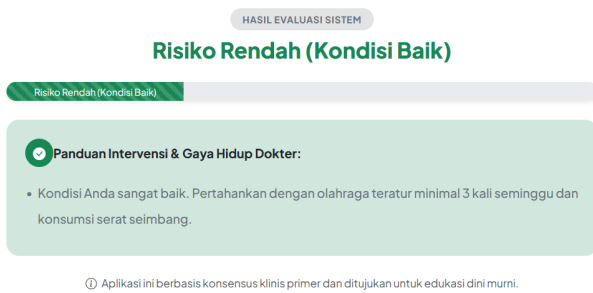 HASIL EVALUASI SISTEM
Risiko Rendah (Kondisi Baik)
Risiko Rendah (Kondisi Baik)
Panduan Intervensi & Gaya Hidup Dokter:
• Kondisi Anda sangat baik. Pertahankan dengan olahraga teratur minimal 3 kali seminggu dan
konsumsi serat seimbang.
Aplikasi ini berbasis konsensus klinis primer dan ditujukan untuk edukasi dini murni.